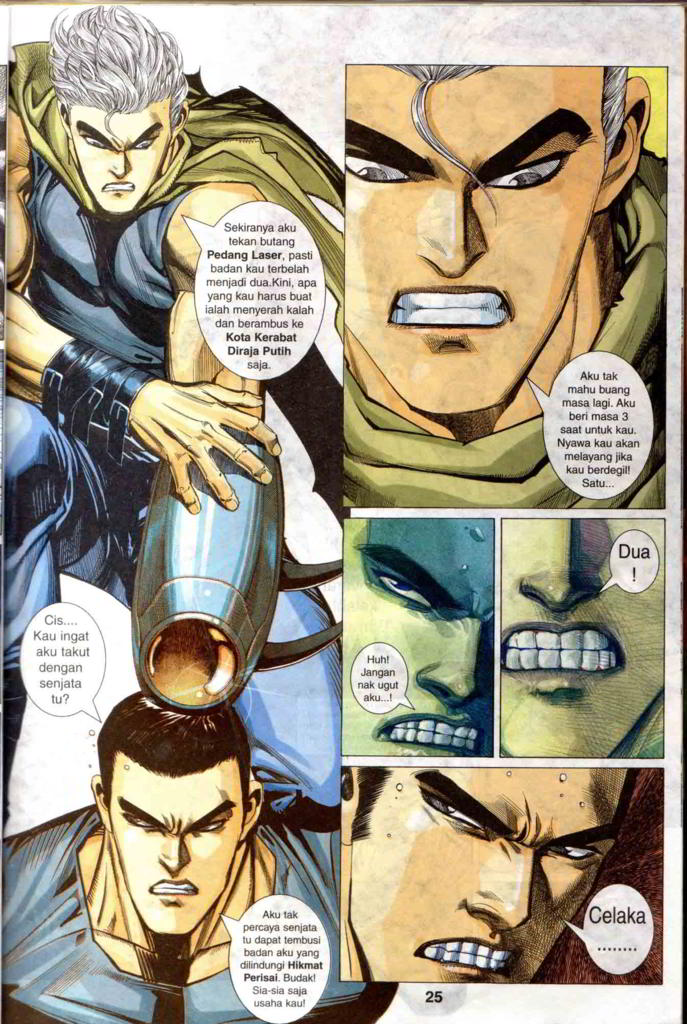 Sekiranya aku
tekan butang
Pedang Laser, pasti
badan kau terbelah
menjadi dua.Kini, apa
yang kau harus buat
ialah menyerah kalah
dan berambus ke
Kota Kerabat
Diraja Putih
saja.
Cis....
Kau ingat
aku takut
dengan
senjata
tu?
Aku tak
percaya senjata
tu dapat tembusi
badan aku yang
dilindungi Hikmat
Perisai. Budak!
Sia-sia saja
usaha kau!
Aku tak
mahu buang
masa lagi. Aku
beri masa 3
saat untuk kau.
Nyawa kau akan
melayang jika
kau berdegil!
Satu...
Huh!
Jangan
nak ugut
aku...!
Dua
!
Celaka
........
25